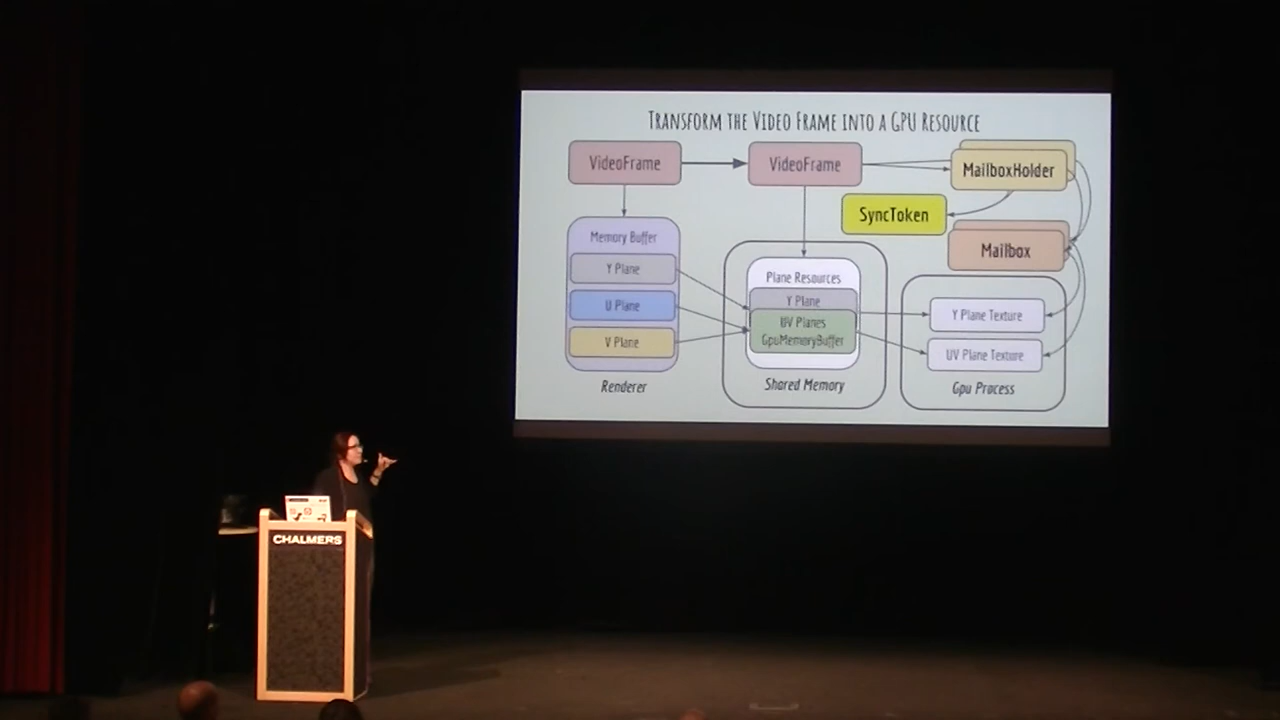 TRANSFORM THE VIDEO FRAME INTO A GPU RESOURCE
VideoFrame
VideoFrame
MailboxHolder
SyncToken
Mailbox
Memory Buffer
Y Plane
U Plane
V Plane
Renderer
Plane Resources
Y Plane
UV Planes
GpuMemoryBuffer
Shared Memory
Y Plane Texture
UV Plane Texture
Gpu Process
CHALMERS